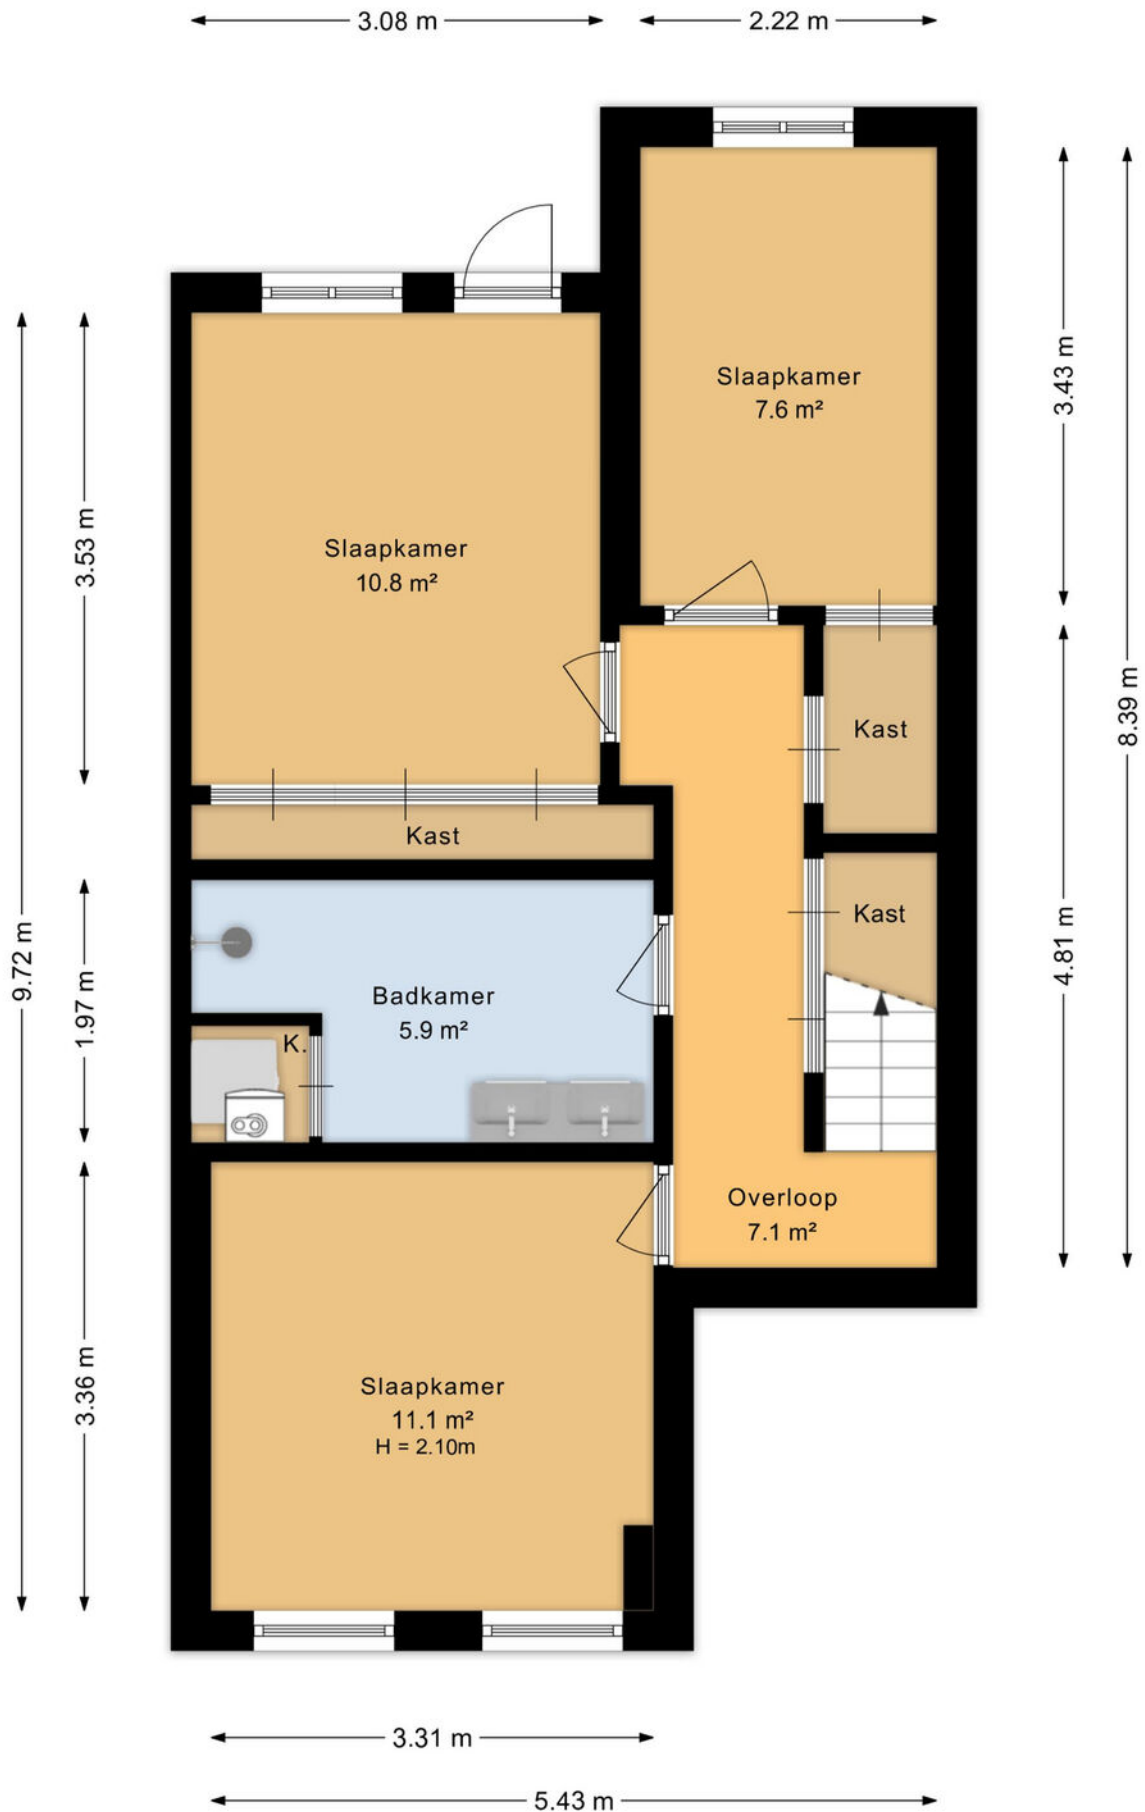 3.08 m
2.22 m
Slaapkamer
7.6 m²
3.43 m
8.39 m
Slaapkamer
10.8 m²
3.53 m
9.72 m
Kast
Kast
Kast
4.81 m
1.97 m
Badkamer
5.9 m²
K.
Overloop
7.1 m²
3.36 m
Slaapkamer
11.1 m²
H = 2.10m
3.31 m
5.43 m